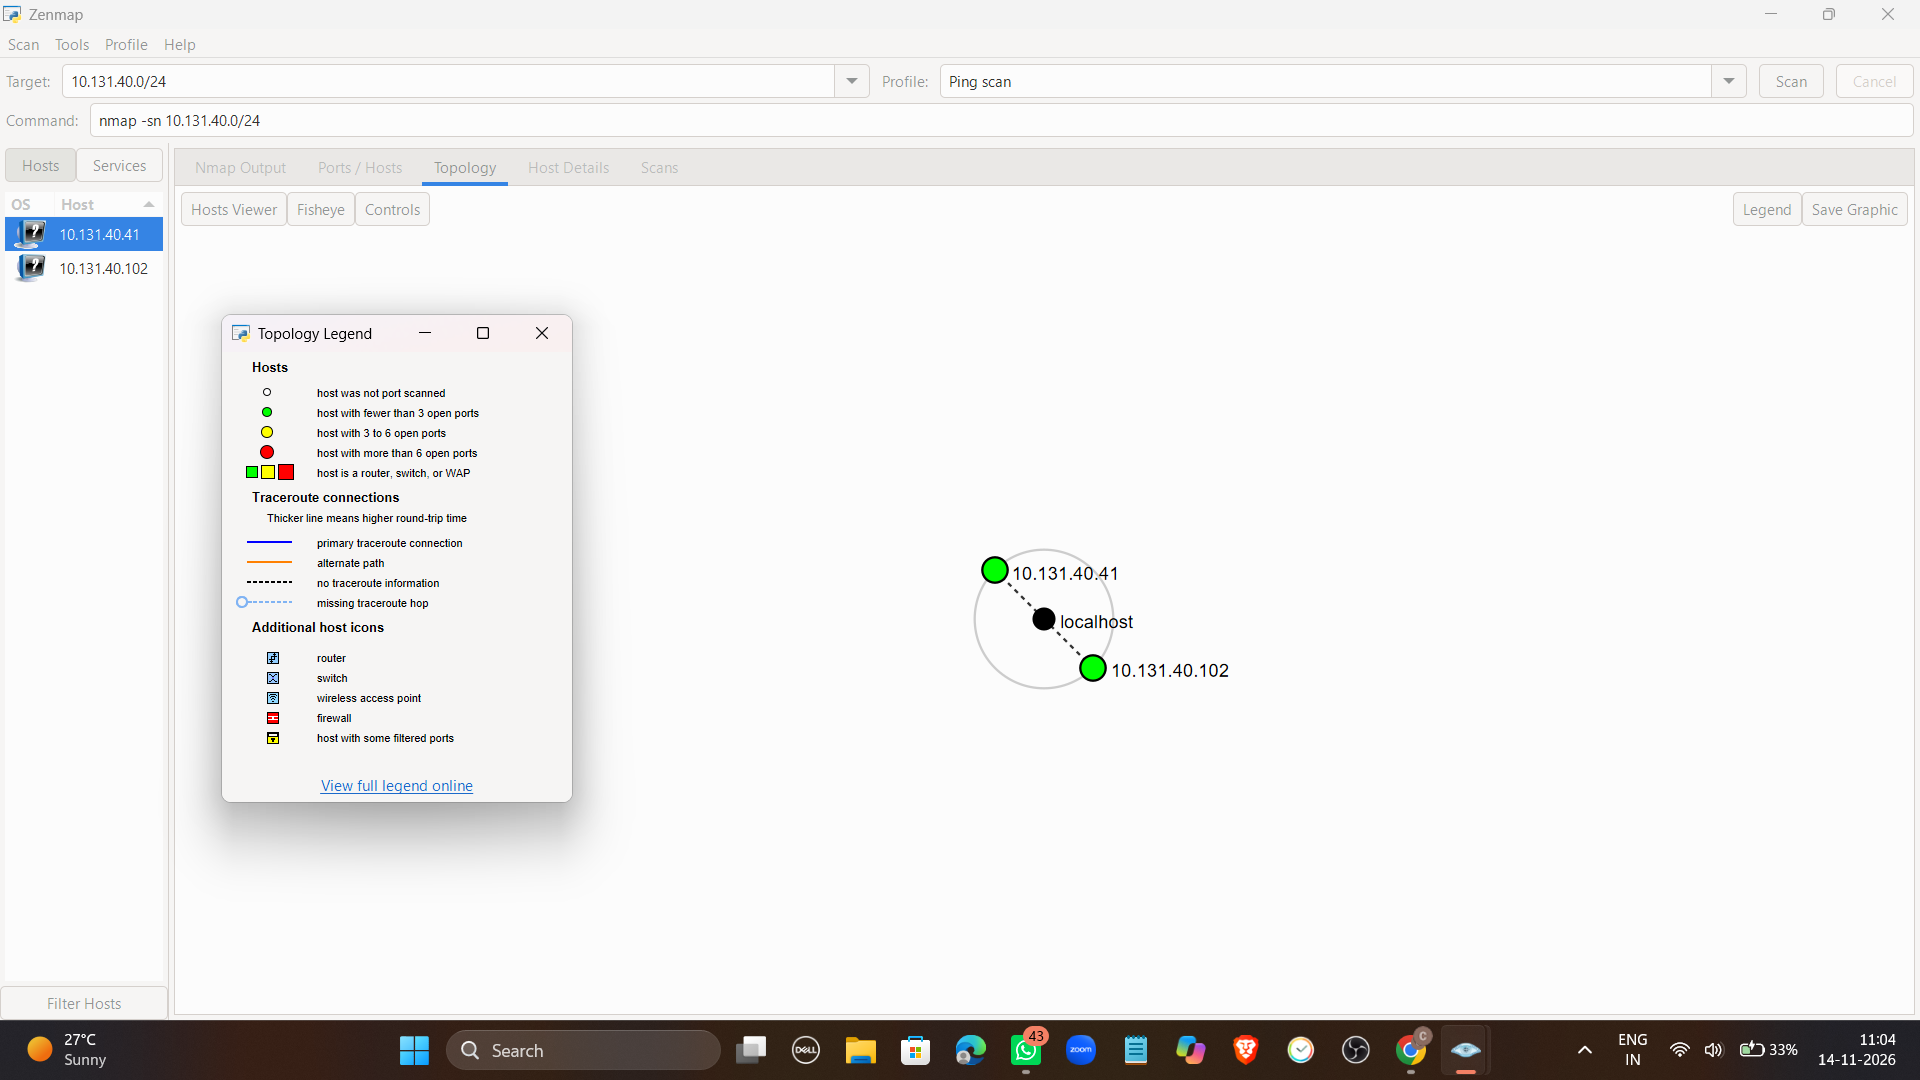 Zenmap
Scan Tools Profile Help
Target: 10.131.40.0/24 Profile: Ping scan Scan Cancel
Command: nmap -sn 10.131.40.0/24
Hosts Services Nmap Output Ports / Hosts Topology Host Details Scans
OS Host
Hosts Viewer Fisheye Controls Legend Save Graphic
10.131.40.41
10.131.40.102
Topology Legend
Hosts
host was not port scanned
host with fewer than 3 open ports
host with 3 to 6 open ports
host with more than 6 open ports
host is a router, switch, or WAP
Traceroute connections
Thicker line means higher round-trip time
primary traceroute connection
alternate path
no traceroute information
missing traceroute hop
Additional host icons
router
switch
wireless access point
firewall
host with some filtered ports
View full legend online
10.131.40.41
localhost
10.131.40.102
Filter Hosts
27°C
Sunny
Search
DELL
43
zoom
C
ENG
IN
33%
11:04
14-11-2026